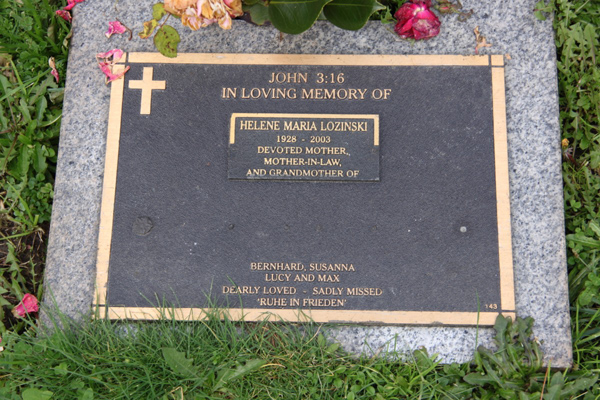 JOHN 3:16
IN LOVING MEMORY OF
HELENE MARIA LOZINSKI
1928 - 2003
DEVOTED MOTHER,
MOTHER-IN-LAW,
AND GRANDMOTHER OF
BERNHARD, SUSANNA
LUCY AND MAX
DEARLY LOVED - SADLY MISSED
'RUHE IN FRIEDEN'
143